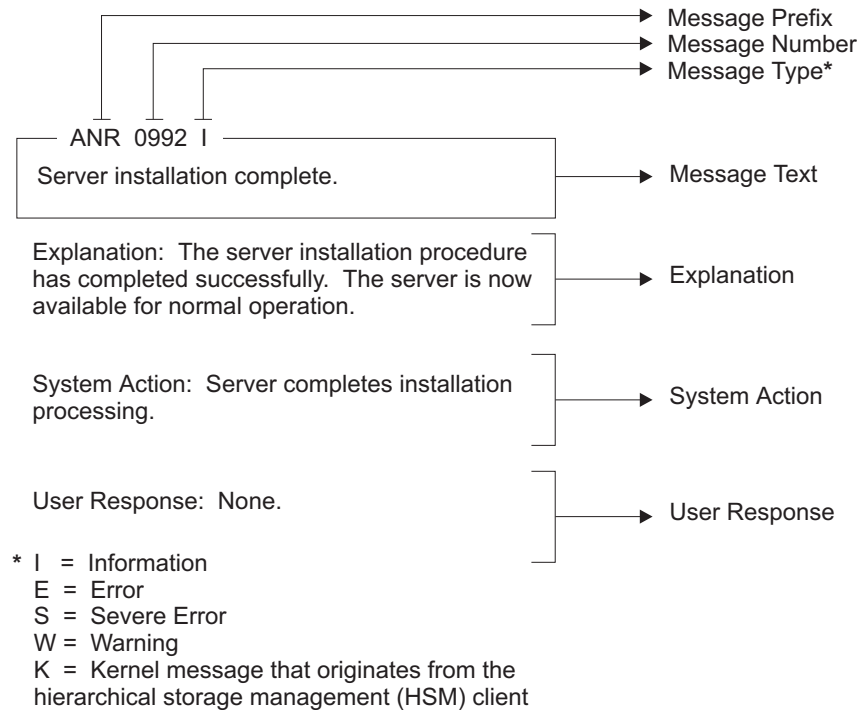 Message Prefix
Message Number
Message Type*
ANR 0992 I
Server installation complete.
Message Text
Explanation: The server installation procedure
has completed successfully. The server is now
available for normal operation.
Explanation
System Action: Server completes installation
processing.
System Action
User Response: None.
User Response
* I = Information
E = Error
S = Severe Error
W = Warning
K = Kernel message that originates from the
hierarchical storage management (HSM) client